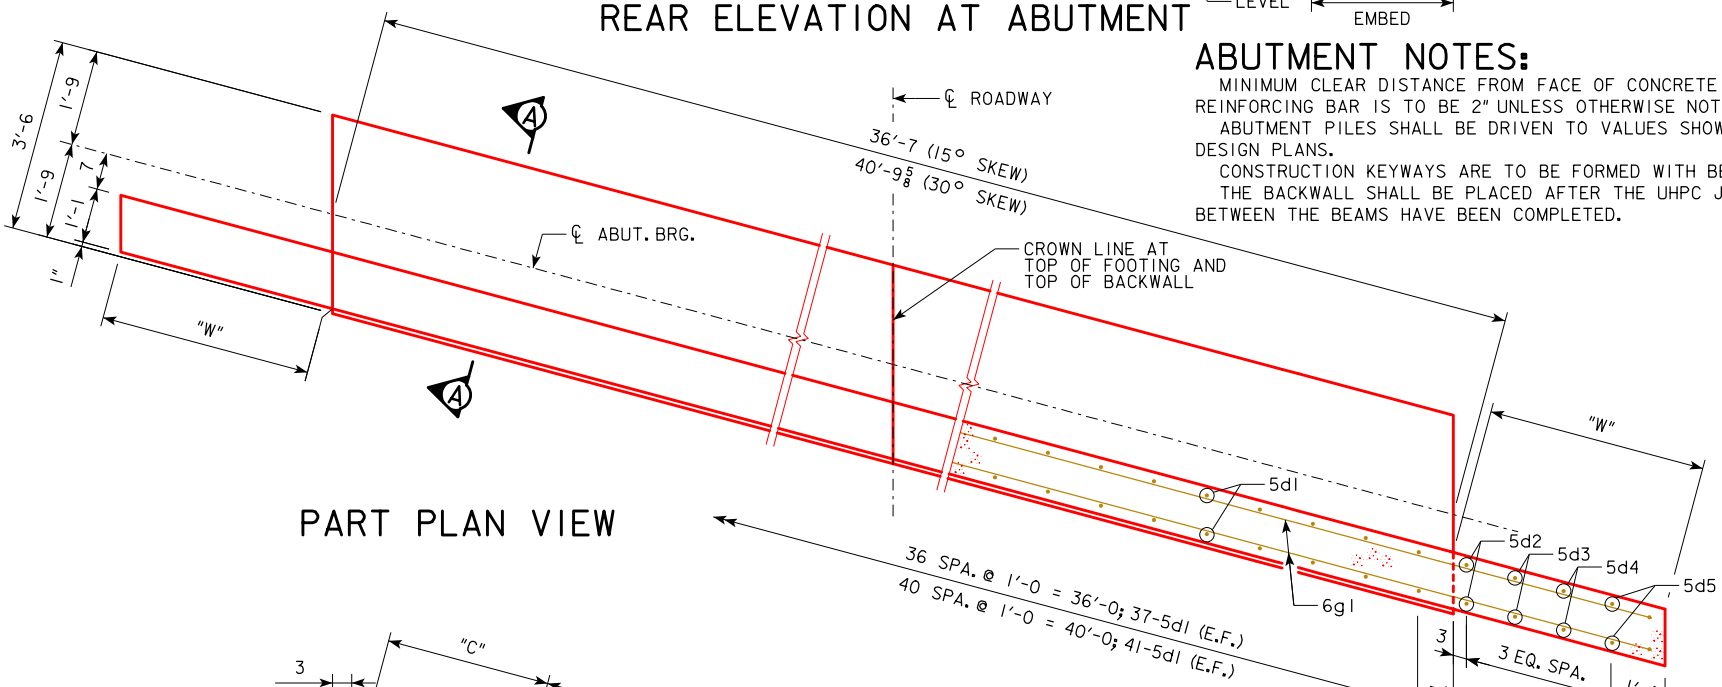 REAR ELEVATION AT ABUTMENT
LEVEL
EMBED
ABUTMENT NOTES:
MINIMUM CLEAR DISTANCE FROM FACE OF CONCRETE
REINFORCING BAR IS TO BE 2" UNLESS OTHERWISE NOT
ABUTMENT PILES SHALL BE DRIVEN TO VALUES SHOW
DESIGN PLANS.
CONSTRUCTION KEYWAYS ARE TO BE FORMED WITH BE
THE BACKWALL SHALL BE PLACED AFTER THE UHPC J
BETWEEN THE BEAMS HAVE BEEN COMPLETED.
3'-6
1'-9
1'-9
7
1'-1
1"
"W"
A
A
℄ ROADWAY
36'-7 (15° SKEW)
40'-9⅝ (30° SKEW)
℄ ABUT. BRG.
CROWN LINE AT
TOP OF FOOTING AND
TOP OF BACKWALL
"W"
5d1
5d2
5d3
5d4
5d5
6g1
PART PLAN VIEW
36 SPA. @ 1'-0 = 36'-0; 37-5d1 (E.F.)
40 SPA. @ 1'-0 = 40'-0; 41-5d1 (E.F.)
3
3 EQ. SPA.
"C"
3